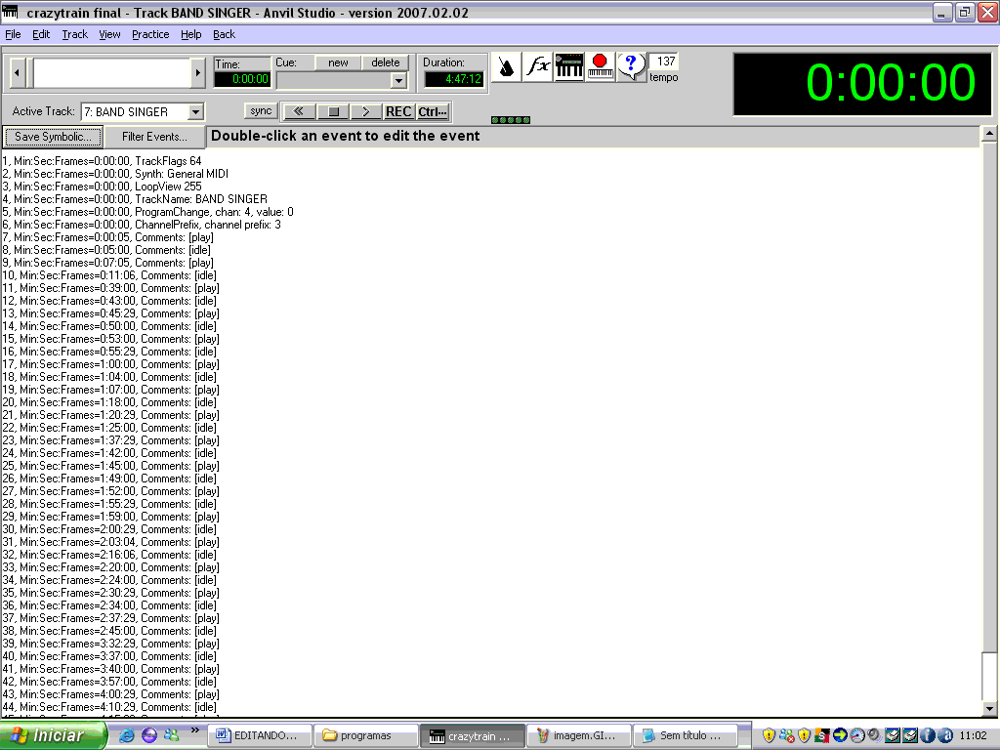 crazytrain final - Track BAND SINGER - Anvil Studio - version 2007.02.02
File Edit Track View Practice Help Back
Time: Cue: new delete Duration: 137
0:00:00 4:47:12 tempo
0:00:00
Active Track: 7: BAND SINGER sync REC Ctrl...
Save Symbolic... Filter Events... Double-click an event to edit the event
1, Min:Sec:Frames=0:00:00, TrackFlags 64
2, Min:Sec:Frames=0:00:00, Synth: General MIDI
3, Min:Sec:Frames=0:00:00, LoopView 255
4, Min:Sec:Frames=0:00:00, TrackName: BAND SINGER
5, Min:Sec:Frames=0:00:00, ProgramChange, chan: 4, value: 0
6, Min:Sec:Frames=0:00:00, ChannelPrefix, channel prefix: 3
7, Min:Sec:Frames=0:00:05, Comments: [play]
8, Min:Sec:Frames=0:05:00, Comments: [idle]
9, Min:Sec:Frames=0:07:05, Comments: [play]
10, Min:Sec:Frames=0:11:06, Comments: [idle]
11, Min:Sec:Frames=0:39:00, Comments: [play]
12, Min:Sec:Frames=0:43:00, Comments: [idle]
13, Min:Sec:Frames=0:45:29, Comments: [play]
14, Min:Sec:Frames=0:50:00, Comments: [idle]
15, Min:Sec:Frames=0:53:00, Comments: [play]
16, Min:Sec:Frames=0:55:29, Comments: [idle]
17, Min:Sec:Frames=1:00:00, Comments: [play]
18, Min:Sec:Frames=1:04:00, Comments: [idle]
19, Min:Sec:Frames=1:07:00, Comments: [play]
20, Min:Sec:Frames=1:18:00, Comments: [idle]
21, Min:Sec:Frames=1:20:29, Comments: [play]
22, Min:Sec:Frames=1:25:00, Comments: [idle]
23, Min:Sec:Frames=1:37:29, Comments: [play]
24, Min:Sec:Frames=1:42:00, Comments: [idle]
25, Min:Sec:Frames=1:45:00, Comments: [play]
26, Min:Sec:Frames=1:49:00, Comments: [idle]
27, Min:Sec:Frames=1:52:00, Comments: [play]
28, Min:Sec:Frames=1:55:29, Comments: [idle]
29, Min:Sec:Frames=1:59:00, Comments: [play]
30, Min:Sec:Frames=2:00:29, Comments: [idle]
31, Min:Sec:Frames=2:03:04, Comments: [play]
32, Min:Sec:Frames=2:16:06, Comments: [idle]
33, Min:Sec:Frames=2:20:00, Comments: [play]
34, Min:Sec:Frames=2:24:00, Comments: [idle]
35, Min:Sec:Frames=2:30:29, Comments: [play]
36, Min:Sec:Frames=2:34:00, Comments: [idle]
37, Min:Sec:Frames=2:37:29, Comments: [play]
38, Min:Sec:Frames=2:45:00, Comments: [idle]
39, Min:Sec:Frames=3:32:29, Comments: [play]
40, Min:Sec:Frames=3:37:00, Comments: [idle]
41, Min:Sec:Frames=3:40:00, Comments: [play]
42, Min:Sec:Frames=3:57:00, Comments: [idle]
43, Min:Sec:Frames=4:00:29, Comments: [play]
44, Min:Sec:Frames=4:10:29, Comments: [idle]
Iniciar EDITANDO... programas crazytrain ... imagem.GI... Sem título ... 11:02